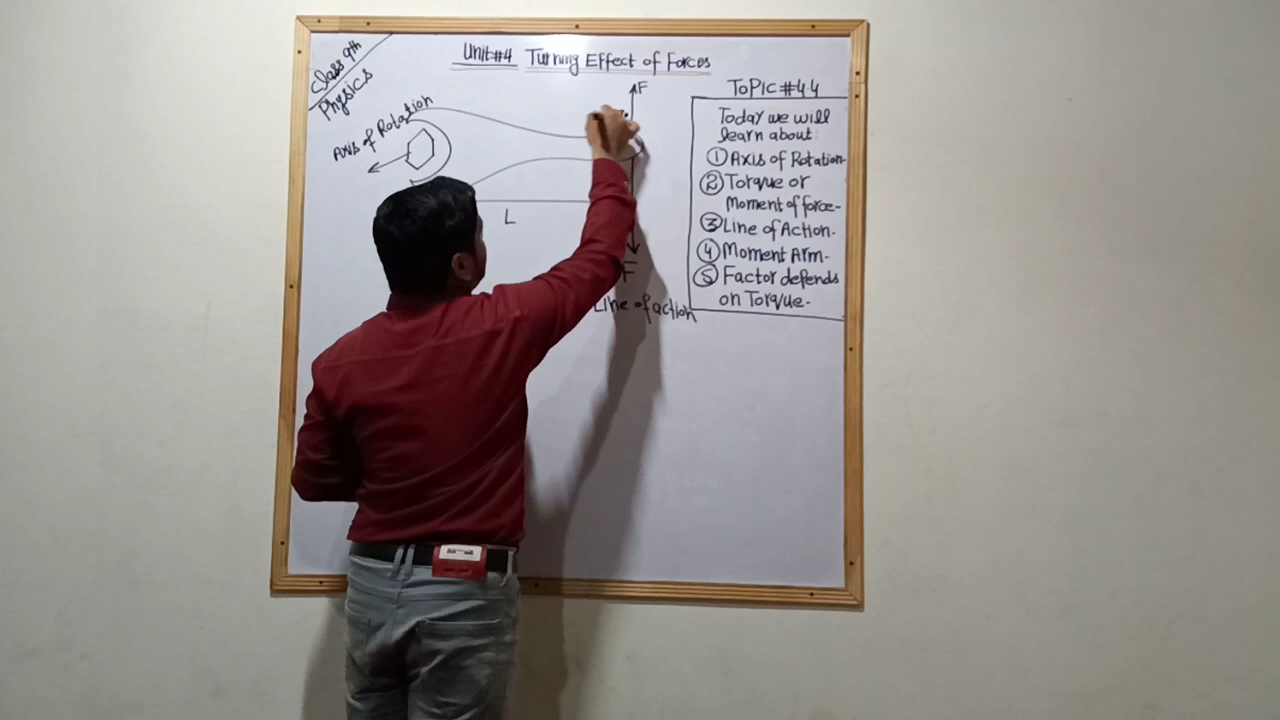 Class 9th
Physics
Unit#4 Turning Effect of Forces
Axis of Rotation
F
L
F
Line of action
ToPIC #4.4
Today we will
learn about:
① Axis of Rotation-
② Torque or
Moment of force-
③ Line of Action-
④ Moment Arm-
⑤ Factor depends
on Torque-